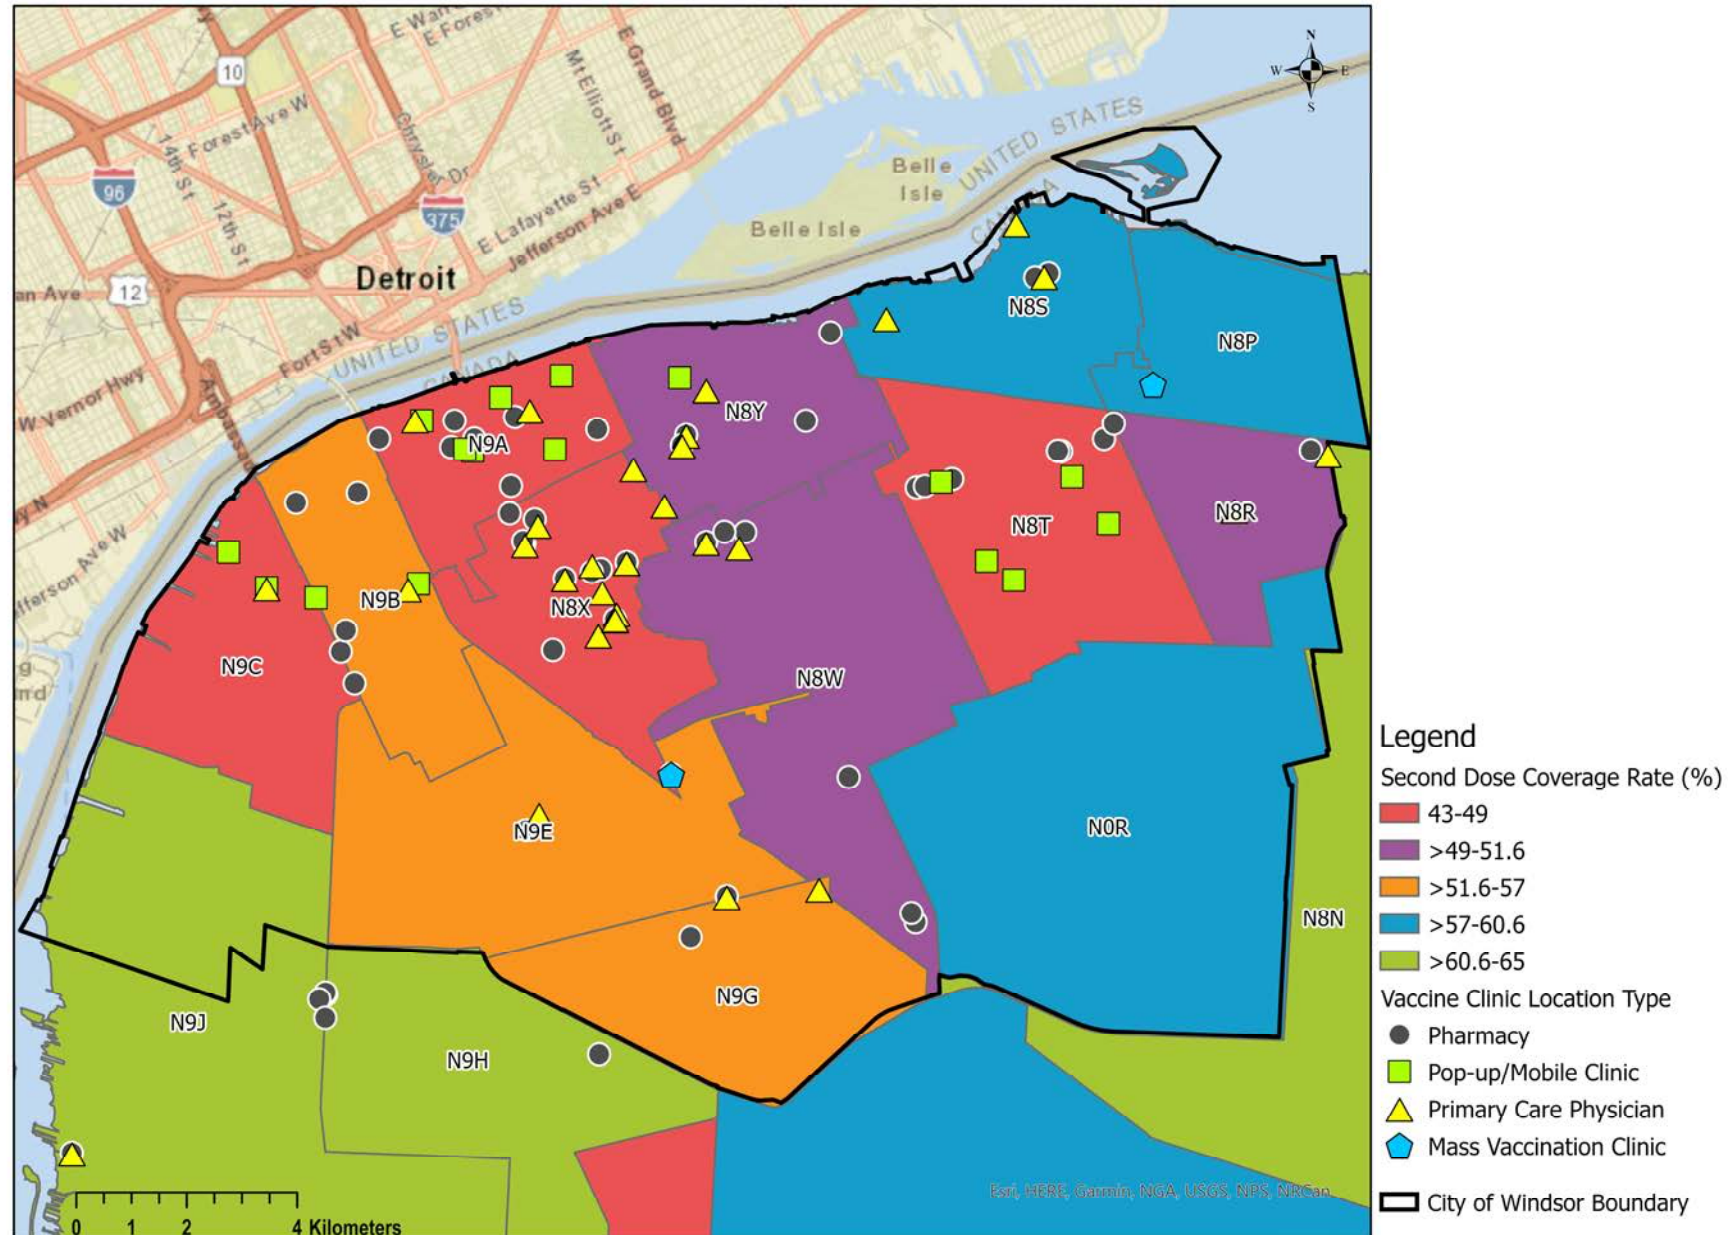 E Forest
E Grand Blvd
Mt Elliott St
N
W E
S
10
Forest Ave W
14th St
Chrysler Dr
UNITED STATES
CANADA
Belle
Isle
96
12th St
375
E Lafayette St
Jefferson Ave E
Belle Isle
an Ave
12
Detroit
UNITED STATES
CANADA
Fort St W
W Vernor Hwy
Ambassad
N8S
N8P
N8Y
N9A
N8T
N8R
N9B
N8X
N9C
N8W
N9E
N0R
N8N
N9G
N9J
N9H
efferson Ave W
Legend
Second Dose Coverage Rate (%)
43-49
>49-51.6
>51.6-57
>57-60.6
>60.6-65
Vaccine Clinic Location Type
Pharmacy
Pop-up/Mobile Clinic
Primary Care Physician
Mass Vaccination Clinic
City of Windsor Boundary
Esri, HERE, Garmin, NGA, USGS, NPS, NRCan
0 1 2 4 Kilometers